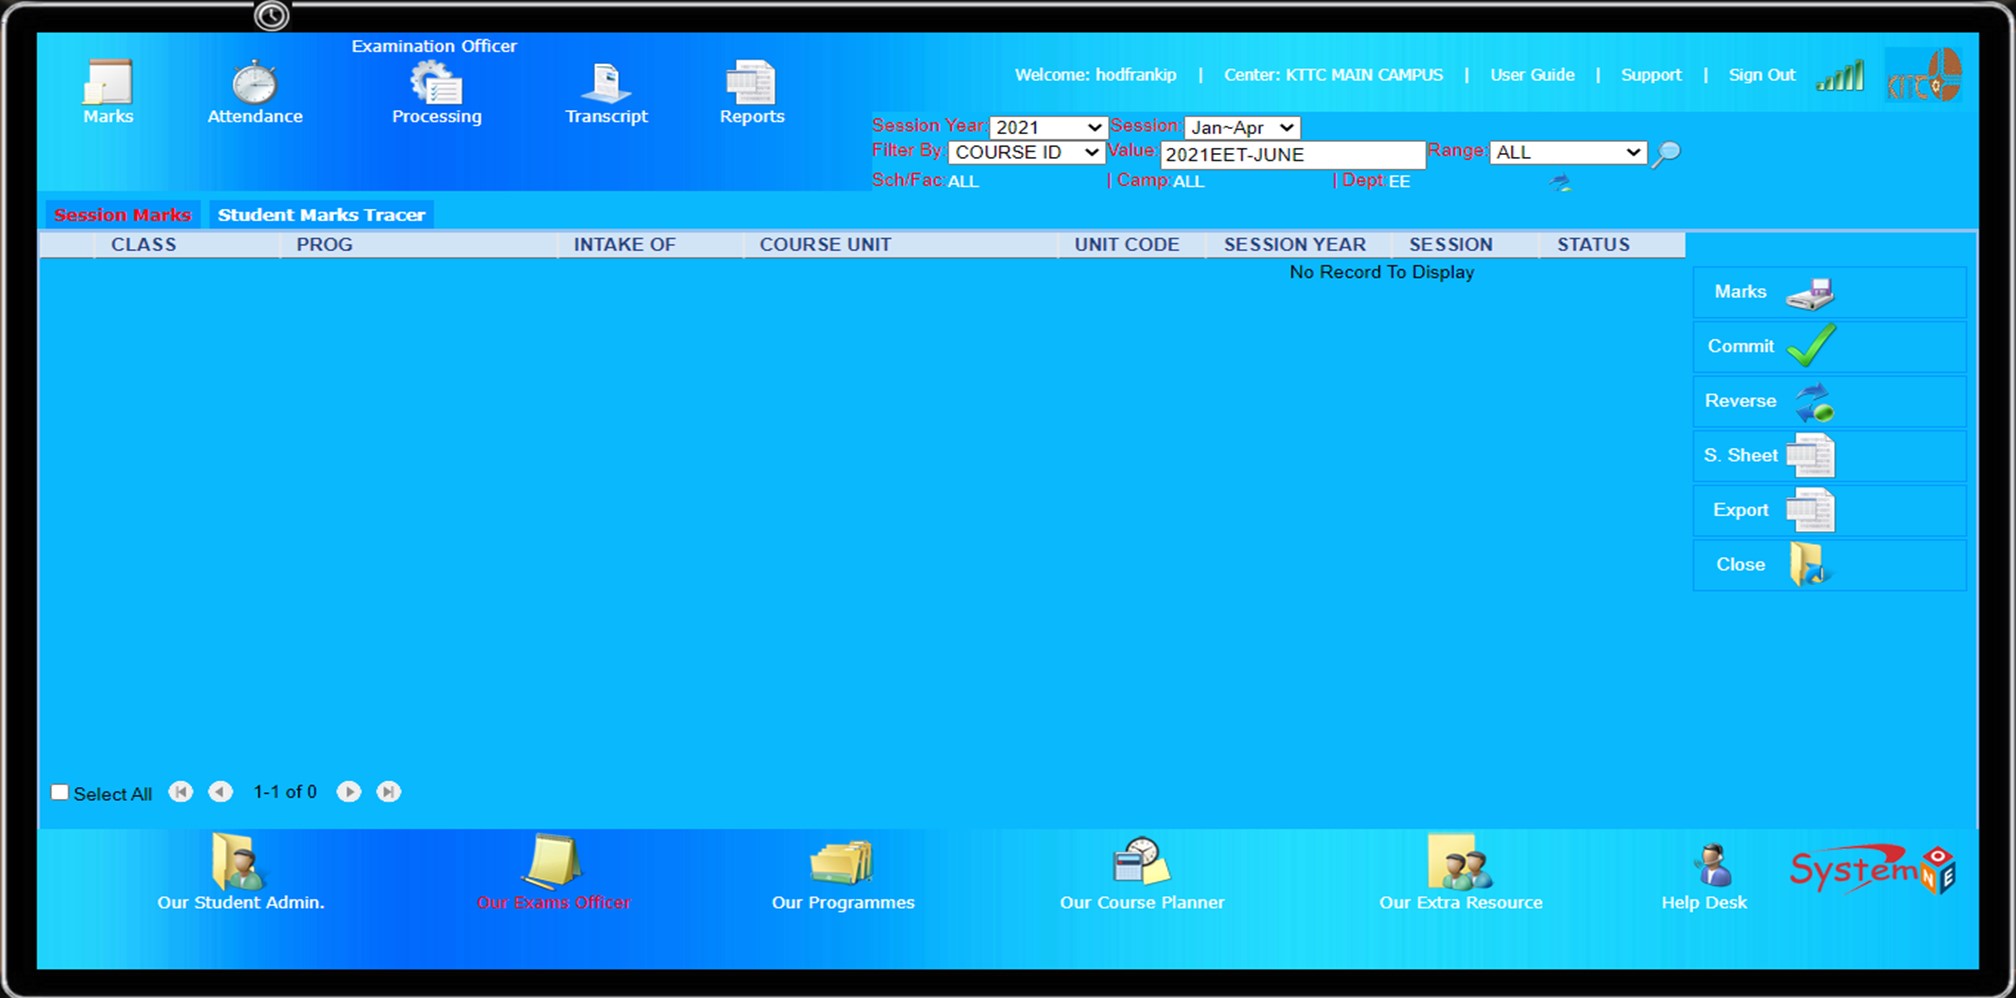 Examination Officer
Marks
Attendance
Processing
Transcript
Reports
Welcome: hodfrankip | Center: KTTC MAIN CAMPUS | User Guide | Support | Sign Out
KTTC
Session Year: 2021 Session: Jan~Apr
Filter By: COURSE ID Value: 2021EET-JUNE Range: ALL
Sch/Fac: ALL | Camp: ALL | Dept: EE
Session Marks Student Marks Tracer
CLASS PROG INTAKE OF COURSE UNIT UNIT CODE SESSION YEAR SESSION STATUS
No Record To Display
Marks
Commit
Reverse
S. Sheet
Export
Close
Select All 1-1 of 0
Our Student Admin.
Our Exams Officer
Our Programmes
Our Course Planner
Our Extra Resource
Help Desk
System ONE